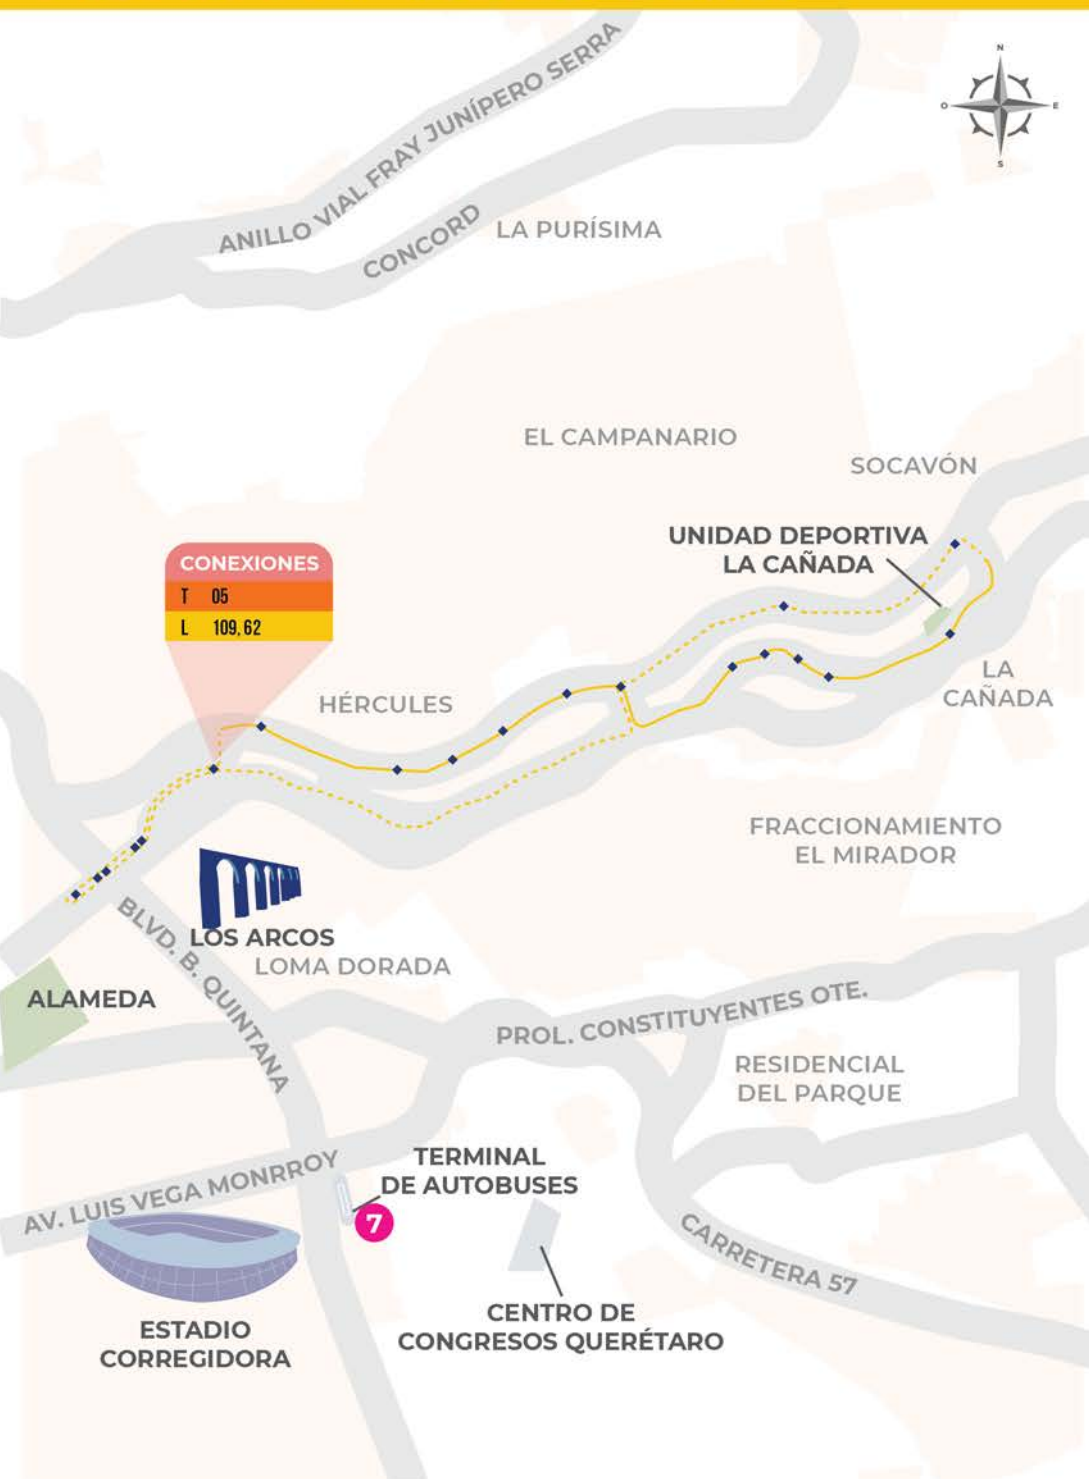 N
O
E
S
ANILLO VIAL FRAY JUNÍPERO SERRA
CONCORD
LA PURÍSIMA
EL CAMPANARIO
SOCAVÓN
UNIDAD DEPORTIVA
LA CAÑADA
CONEXIONES
T 05
L 109, 62
HÉRCULES
LA
CAÑADA
FRACCIONAMIENTO
EL MIRADOR
BLVD. B. QUINTANA
LOS ARCOS
LOMA DORADA
ALAMEDA
PROL. CONSTITUYENTES OTE.
RESIDENCIAL
DEL PARQUE
AV. LUIS VEGA MONRROY
TERMINAL
DE AUTOBUSES
7
CARRETERA 57
CENTRO DE
CONGRESOS QUERÉTARO
ESTADIO
CORREGIDORA